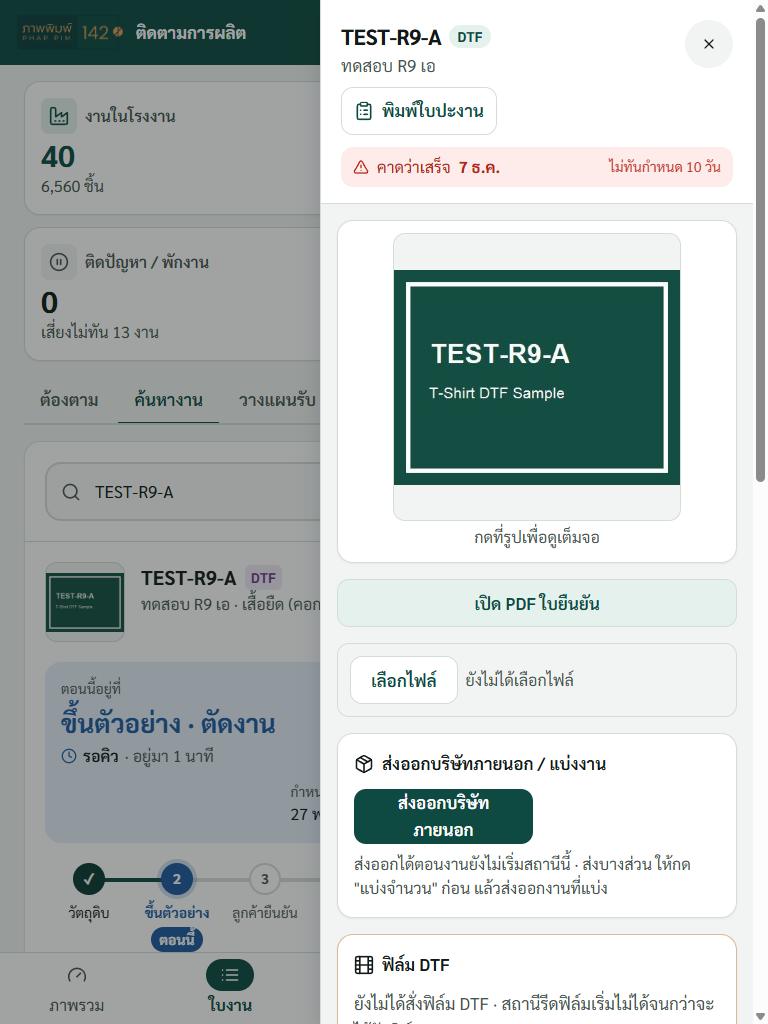 ภาพพิมพ์
PHAP PIM
142
ติดตามการผลิต
งานในโรงงาน
40
6,560 ชิ้น
ติดปัญหา / พักงาน
0
เสี่ยงไม่ทัน 13 งาน
ต้องตาม
ค้นหางาน
วางแผนรับ
TEST-R9-A
TEST-R9-A
T-Shirt DTF Sample
TEST-R9-A DTF
ทดสอบ R9 เอ · เสื้อยืด (คอก
ตอนนี้อยู่ที่
ขึ้นตัวอย่าง · ตัดงาน
รอคิว · อยู่มา 1 นาที
กำหน
27 พ
2
3
วัตถุดิบ
ขึ้นตัวอย่าง
ลูกค้ายืนยัน
ตอนนี้
ภาพรวม
ใบงาน
TEST-R9-A DTF
ทดสอบ R9 เอ
พิมพ์ใบปะงาน
คาดว่าเสร็จ 7 ธ.ค.
ไม่ทันกำหนด 10 วัน
TEST-R9-A
T-Shirt DTF Sample
กดที่รูปเพื่อดูเต็มจอ
เปิด PDF ใบยืนยัน
เลือกไฟล์
ยังไม่ได้เลือกไฟล์
ส่งออกบริษัทภายนอก / แบ่งงาน
ส่งออกบริษัท
ภายนอก
ส่งออกได้ตอนงานยังไม่เริ่มสถานีนี้ · ส่งบางส่วน ให้กด
"แบ่งจำนวน" ก่อน แล้วส่งออกงานที่แบ่ง
ฟิล์ม DTF
ยังไม่ได้สั่งฟิล์ม DTF · สถานีรีดฟิล์มเริ่มไม่ได้จนกว่าจะ